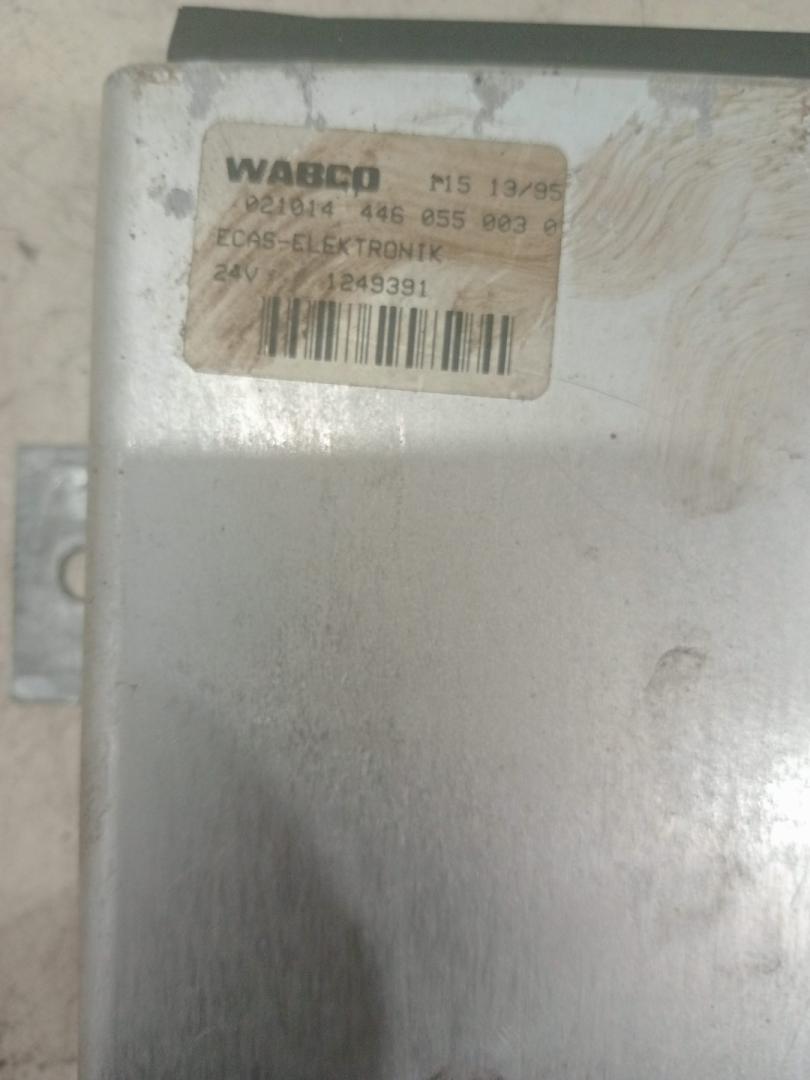 WABCO M15 13/95
021014 446 055 003 0
ECAS-ELEKTRONIK
24V 1249391